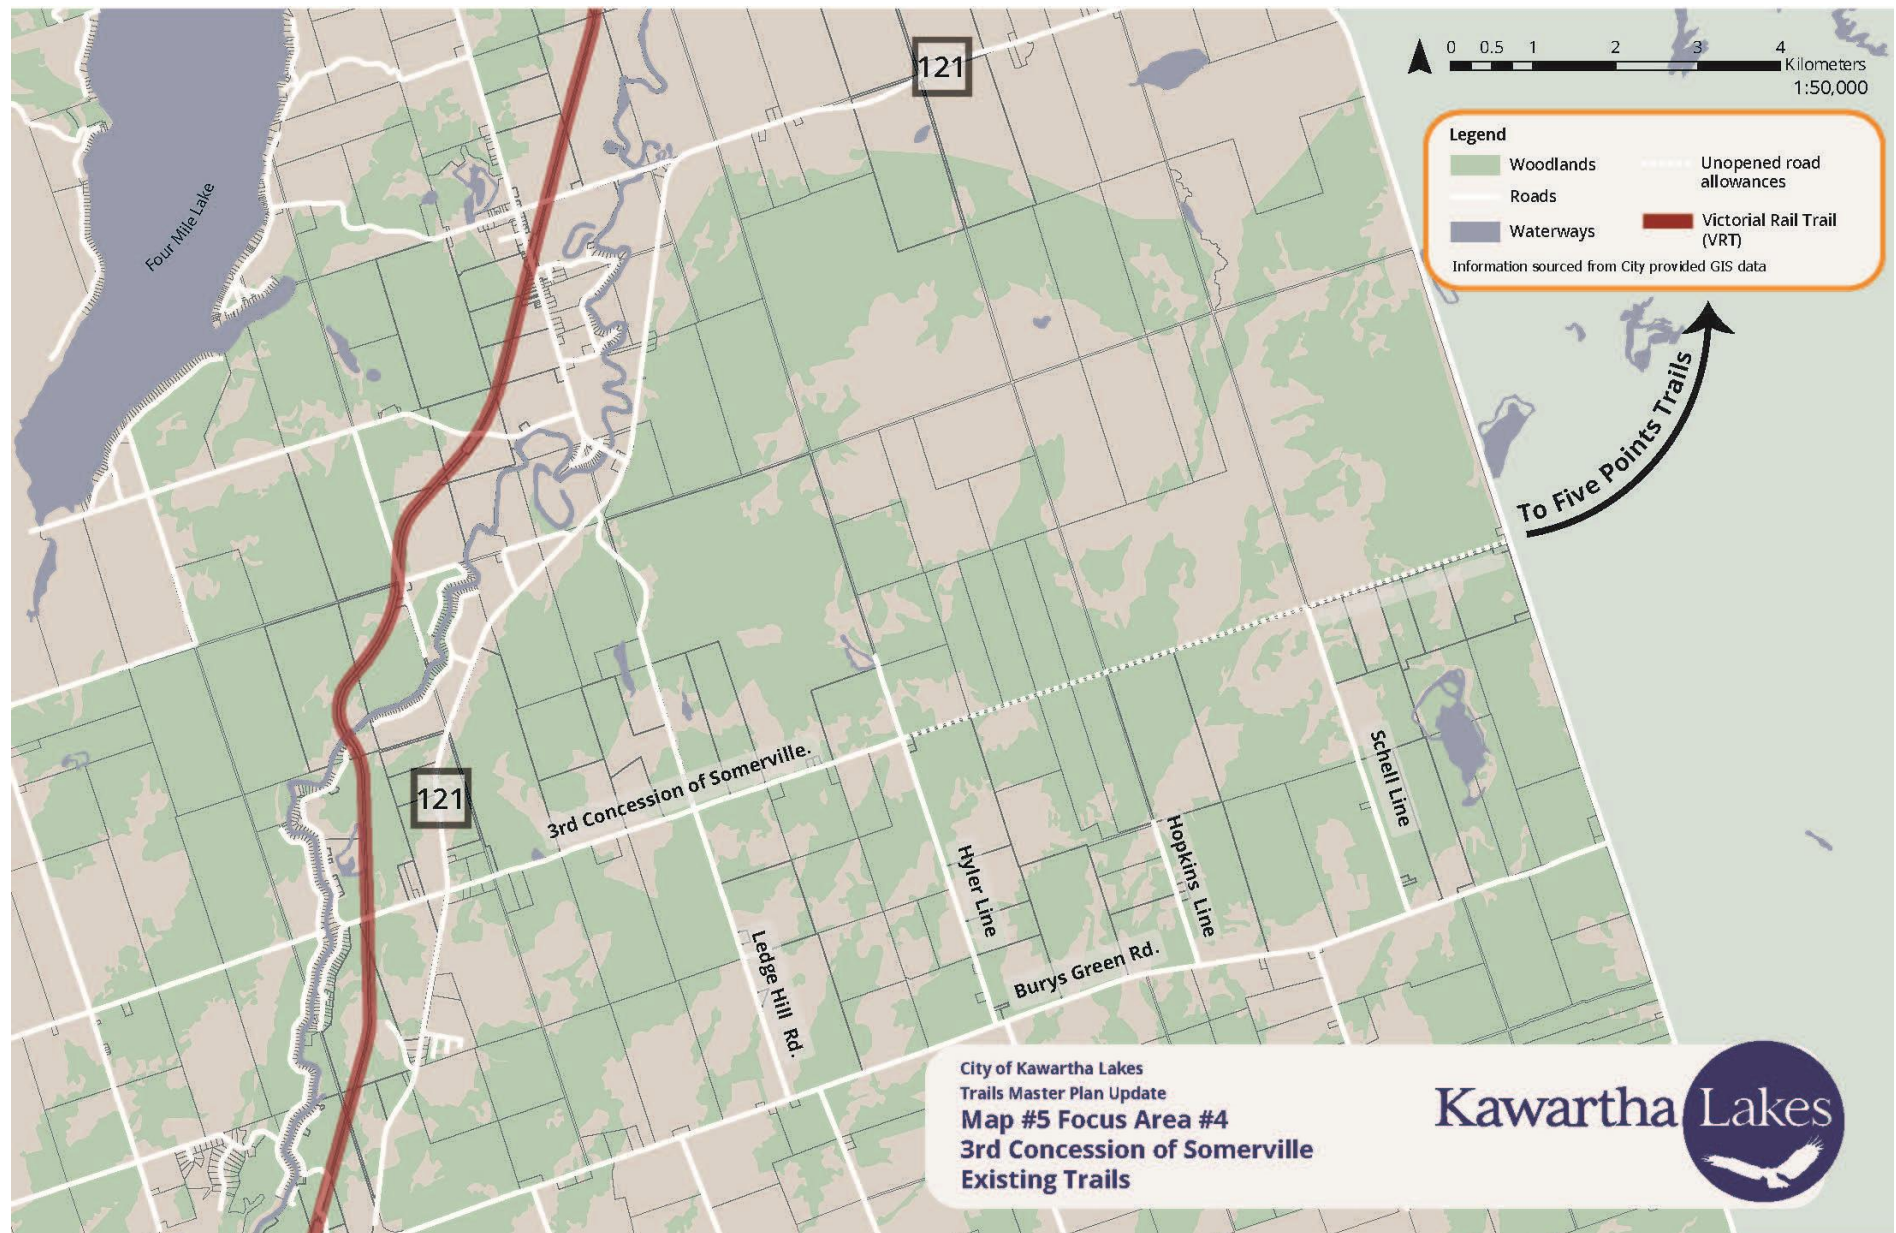 121
0 0.5 1 2 3 4
Kilometers
1:50,000
Legend
Woodlands
Roads
Waterways
Unopened road
allowances
Victorial Rail Trail
(VRT)
Information sourced from City provided GIS data
Four Mile Lake
To Five Points Trails
121
3rd Concession of Somerville.
Schell Line
Hopkins Line
Hyler Line
Ledge Hill Rd.
Burys Green Rd.
City of Kawartha Lakes
Trails Master Plan Update
Map #5 Focus Area #4
3rd Concession of Somerville
Existing Trails
Kawartha Lakes